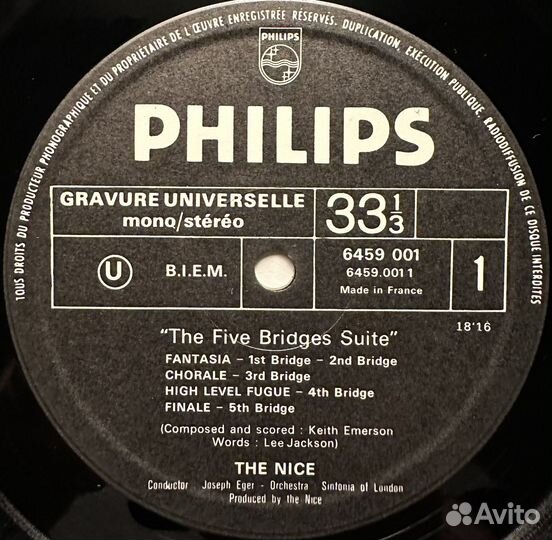 TOUS DROITS DU PRODUCTEUR PHONOGRAPHIQUE ET DU PROPRIÉTAIRE DE L'ŒUVRE ENREGISTRÉE RÉSERVÉS. DUPLICATION, EXÉCUTION PUBLIQUE, RADIODIFFUSION DE CE DISQUE INTERDITES
PHILIPS
PHILIPS
GRAVURE UNIVERSELLE
mono/stéréo
33 1/3
U
B.I.E.M.
6459 001
6459.001 1
Made in France
1
"The Five Bridges Suite"
18'16
FANTASIA – 1st Bridge – 2nd Bridge
CHORALE – 3rd Bridge
HIGH LEVEL FUGUE – 4th Bridge
FINALE – 5th Bridge
(Composed and scored : Keith Emerson
Words : Lee Jackson)
THE NICE
Conductor Joseph Eger - Orchestra Sinfonia of London
Produced by the Nice
Avito